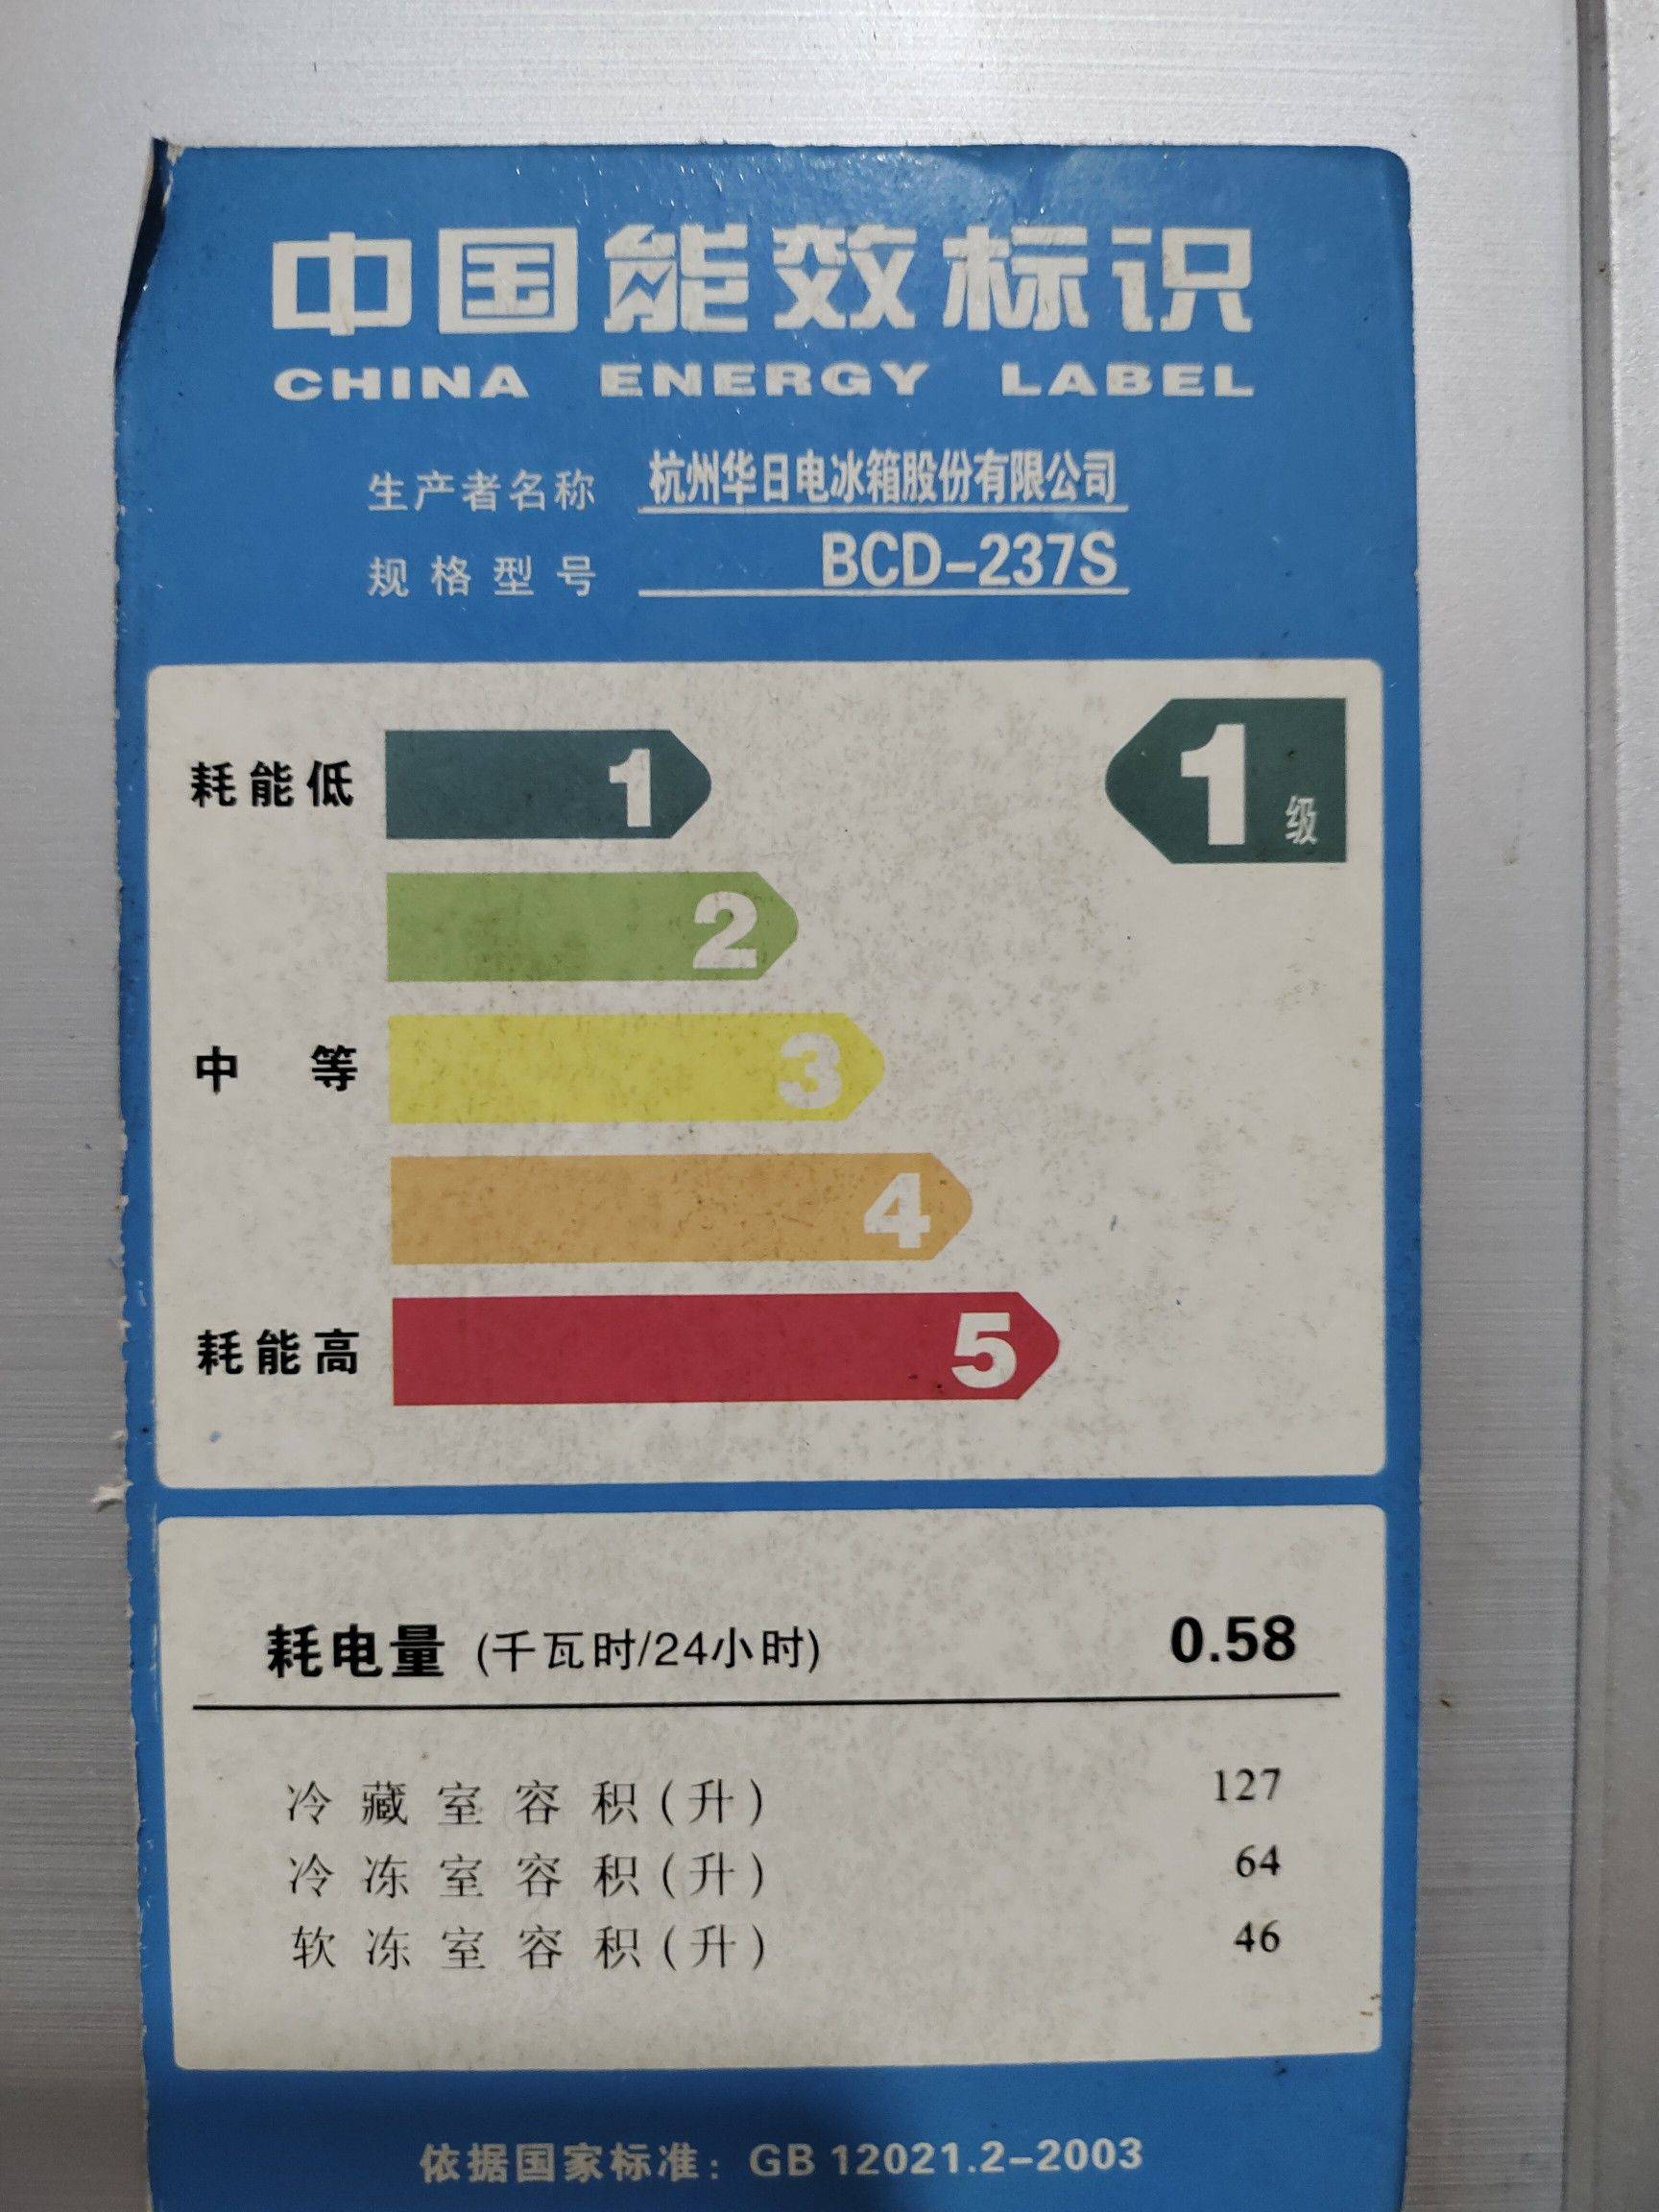 中国能效标识
CHINA ENERGY LABEL
生产者名称 杭州华日电冰箱股份有限公司
规格型号 BCD-237S
耗能低 1 1级
2
中等 3
4
耗能高 5
耗电量 (千瓦时/24小时) 0.58
冷藏室容积(升) 127
冷冻室容积(升) 64
软冻室容积(升) 46
依据国家标准: GB 12021.2-2003